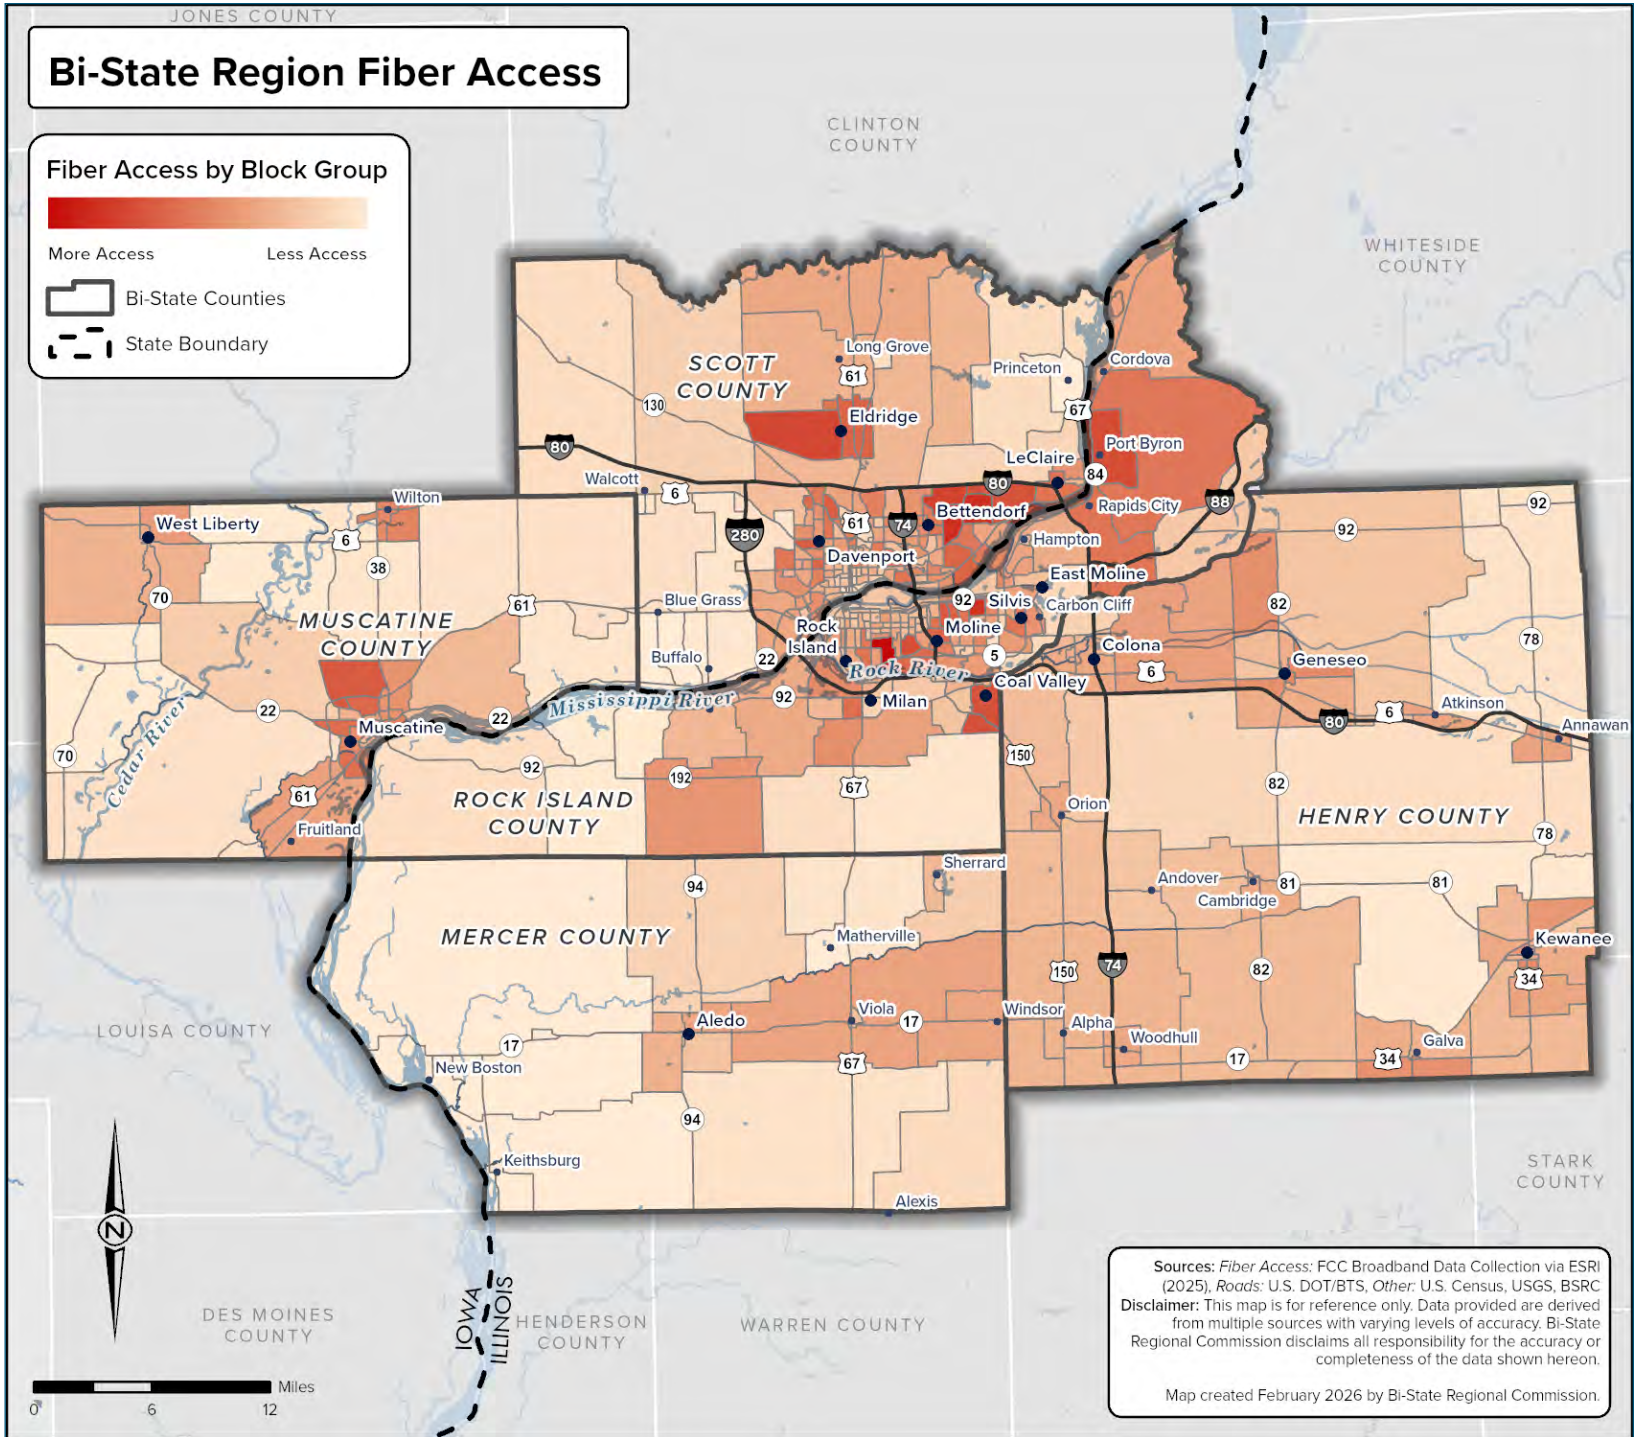 JONES COUNTY
Bi-State Region Fiber Access
CLINTON
COUNTY
Fiber Access by Block Group
More Access
Less Access
Bi-State Counties
State Boundary
WHITESIDE
COUNTY
SCOTT
COUNTY
Long Grove
61
Princeton
Cordova
130
67
Eldridge
Port Byron
80
LeClaire
84
Walcott
6
80
88
Wilton
Rapids City
92
West Liberty
Bettendorf
6
280
61
74
Hampton
92
38
Davenport
East Moline
70
61
Blue Grass
92
Silvis
Carbon Cliff
82
MUSCATINE
COUNTY
Rock
Island
Moline
78
Buffalo
22
5
Colona
Geneseo
Rock River
6
Coal Valley
22
22
Mississippi River
92
Milan
Atkinson
6
80
Annawan
Muscatine
Cedar River
70
92
192
150
67
82
61
ROCK ISLAND
COUNTY
Orion
HENRY COUNTY
Fruitland
78
Sherrard
94
Andover
Cambridge
81
81
MERCER COUNTY
Matherville
Kewanee
150
74
82
34
LOUISA COUNTY
Aledo
Viola
17
Windsor
Alpha
Woodhull
17
34
Galva
17
67
New Boston
94
Keithsburg
STARK
COUNTY
Alexis
N
DES MOINES
COUNTY
IOWA
ILLINOIS
HENDERSON
COUNTY
WARREN COUNTY
Sources: Fiber Access: FCC Broadband Data Collection via ESRI
(2025), Roads: U.S. DOT/BTS, Other: U.S. Census, USGS, BSRC
Disclaimer: This map is for reference only. Data provided are derived
from multiple sources with varying levels of accuracy. Bi-State
Regional Commission disclaims all responsibility for the accuracy or
completeness of the data shown hereon.
Map created February 2026 by Bi-State Regional Commission.
Miles
0
6
12